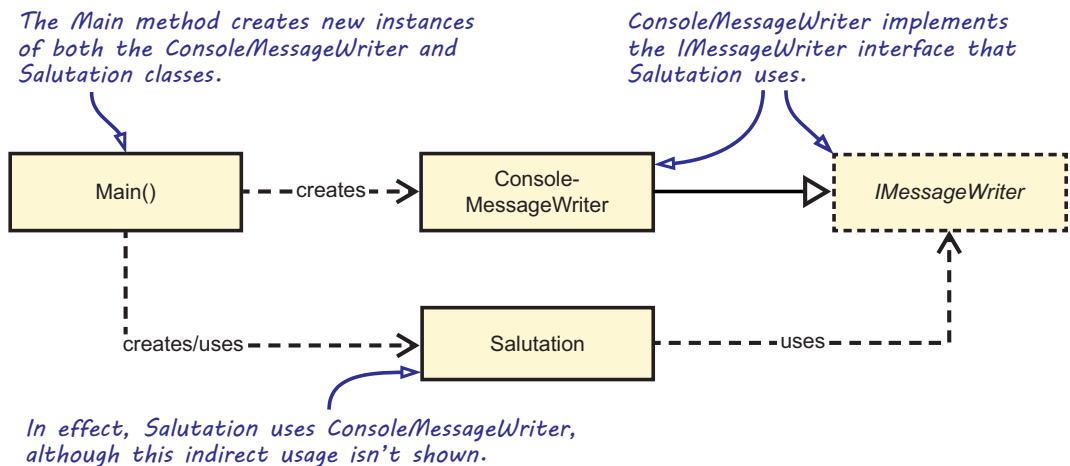 The Main method creates new instances
of both the ConsoleMessageWriter and
Salutation classes.
ConsoleMessageWriter implements
the IMessageWriter interface that
Salutation uses.
Main()
creates
Console-
MessageWriter
IMessageWriter
creates/uses
Salutation
uses
In effect, Salutation uses ConsoleMessageWriter,
although this indirect usage isn't shown.